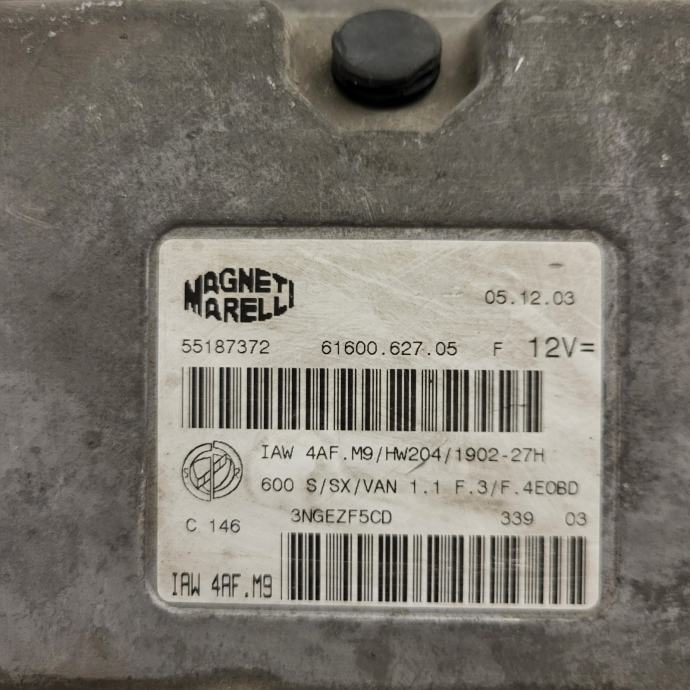 MAGNETI
MARELLI
05.12.03
55187372 61600.627.05 F 12V=
IAW 4AF.M9/HW204/1902-27H
600 S/SX/VAN 1.1 F.3/F.4EOBD
C 146 3NGEZF5CD 339 03
IAW 4AF.M9